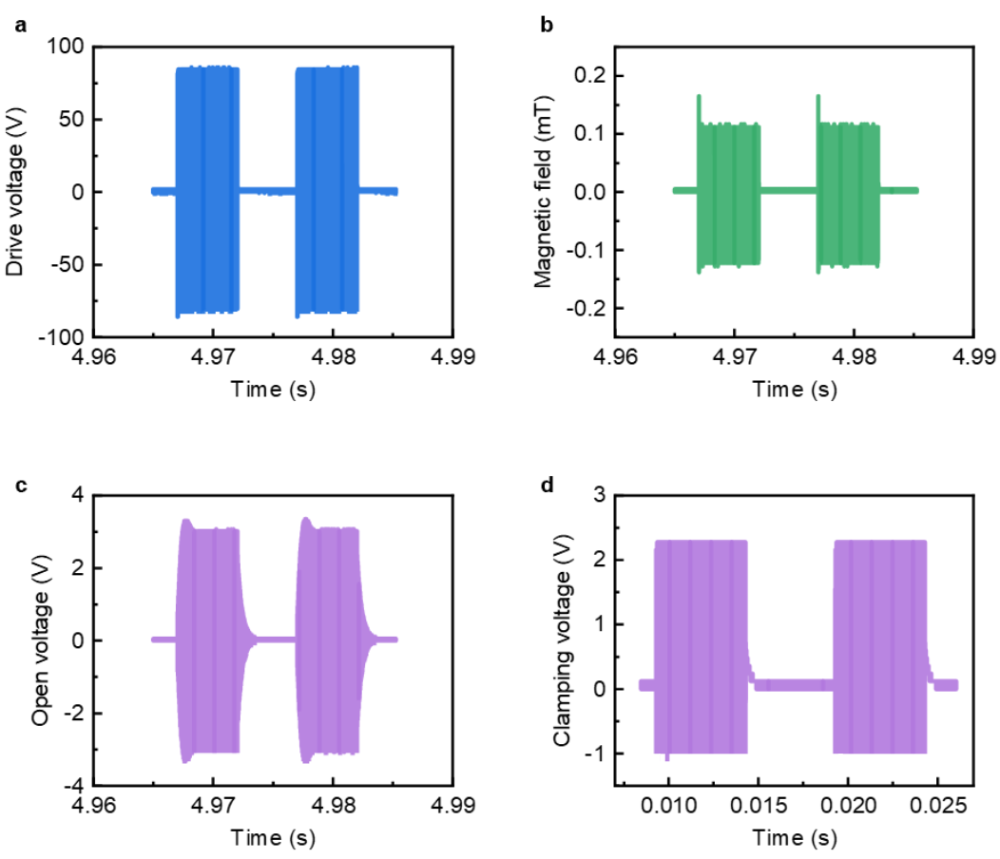 a
100
50
0
-50
-100
Drive voltage (V)
4.96 4.97 4.98 4.99
Time (s)
b
0.2
0.1
0.0
-0.1
-0.2
Magnetic field (mT)
4.96 4.97 4.98 4.99
Time (s)
c
4
2
0
-2
-4
Open voltage (V)
4.96 4.97 4.98 4.99
Time (s)
d
3
2
1
0
-1
Clamping voltage (V)
0.010 0.015 0.020 0.025
Time (s)